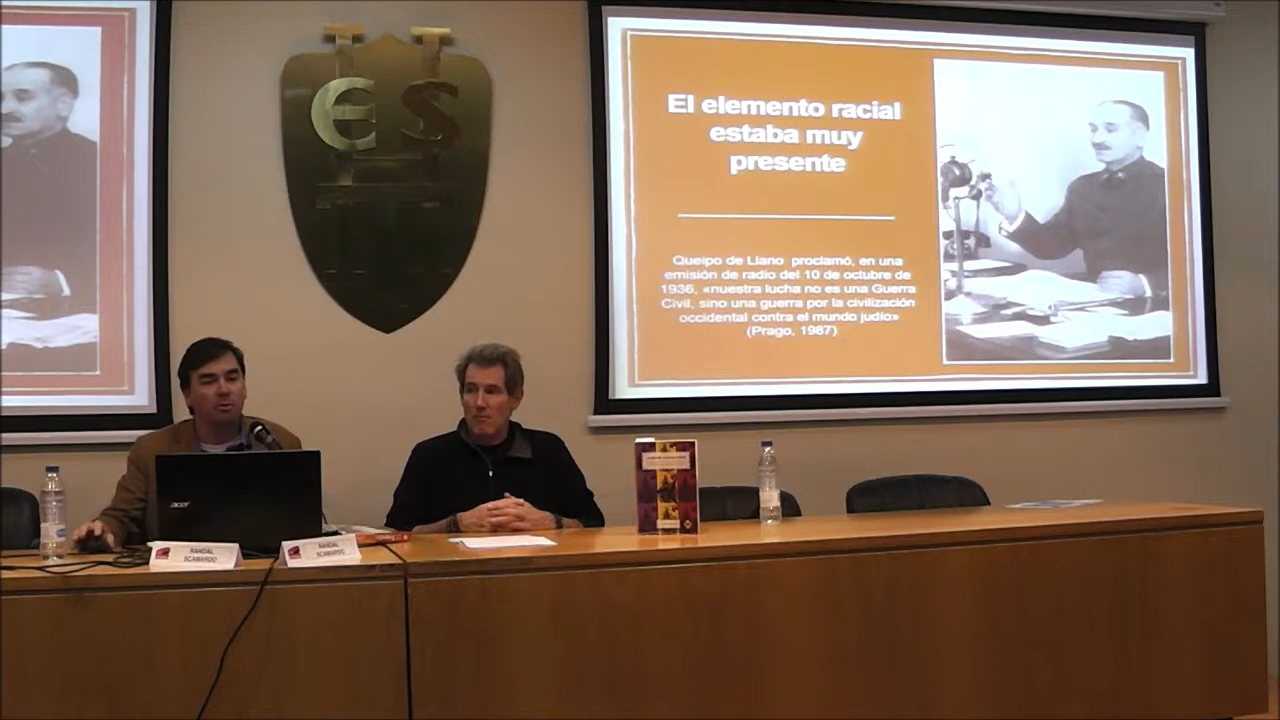 ES
El elemento racial
estaba muy
presente
Queipo de Llano proclamó, en una
emisión de radio del 10 de octubre de
1936, «nuestra lucha no es una Guerra
Civil, sino una guerra por la civilización
occidental contra el mundo judío»
(Prago, 1987)
acer
RANDAL
SCAMARDO
RANDAL
SCAMARDO